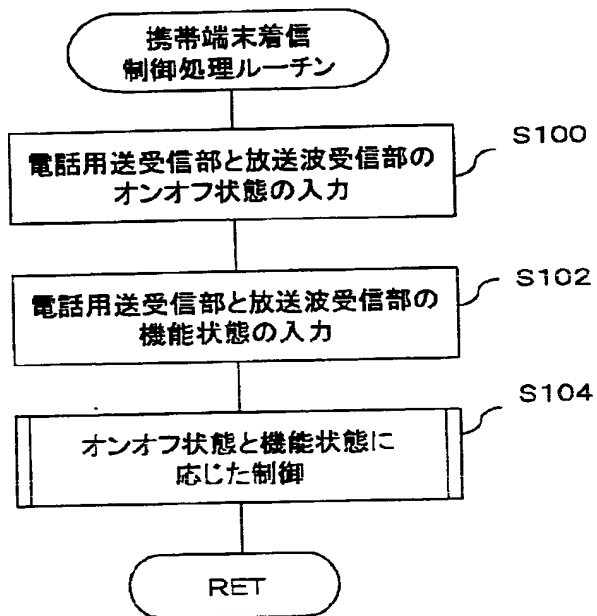 携帯端末着信
制御処理ルーチン
電話用送受信部と放送波受信部の
オンオフ状態の入力
S100
電話用送受信部と放送波受信部の
機能状態の入力
S102
オンオフ状態と機能状態に
応じた制御
S104
RET